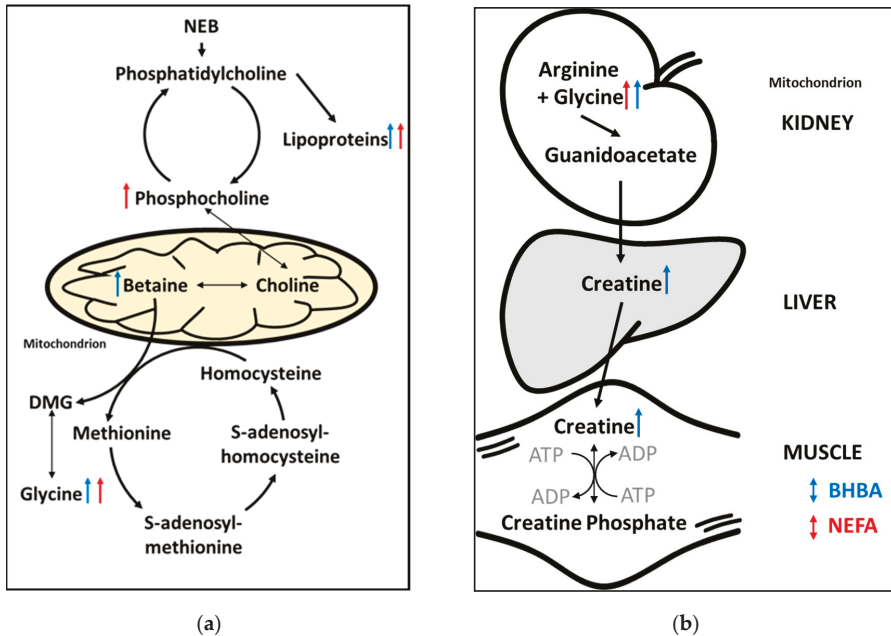 NEB
Phosphatidylcholine
Lipoproteins
Phosphocholine
Betaine
Choline
Mitochondrion
Homocysteine
DMG
Methionine
S-adenosyl-
homocysteine
Glycine
S-adenosyl-
methionine
(a)
Arginine
+ Glycine
Mitochondrion
KIDNEY
Guanidoacetate
Creatine
LIVER
Creatine
MUSCLE
ATP
ADP
ADP
ATP
BHBA
Creatine Phosphate
NEFA
(b)